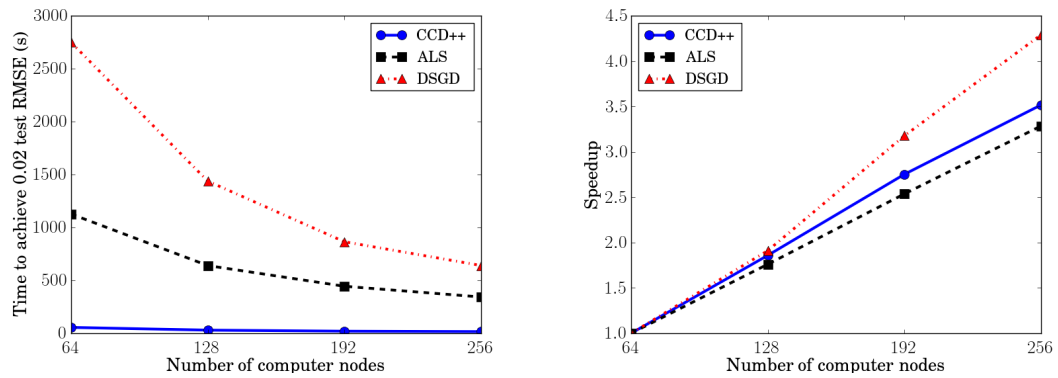 Time to achieve 0.02 test RMSE (s)
3000
2500
2000
1500
1000
500
0
CCD++
ALS
DSGD
64
128
192
256
Number of computer nodes
Speedup
4.5
4.0
3.5
3.0
2.5
2.0
1.5
1.0
CCD++
ALS
DSGD
64
128
192
256
Number of computer nodes